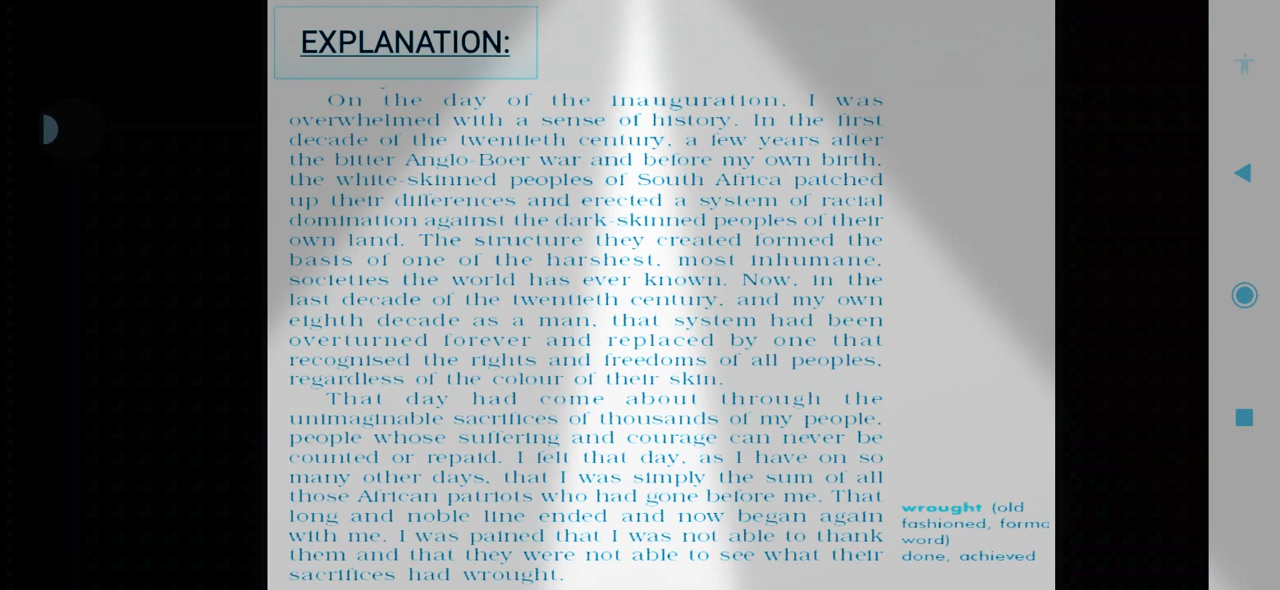 EXPLANATION:
On the day of the inauguration, I was
overwhelmed with a sense of history. In the first
decade of the twentieth century, a few years after
the bitter Anglo-Boer war and before my own birth,
the white-skinned peoples of South Africa patched
up their differences and erected a system of racial
domination against the dark-skinned peoples of their
own land. The structure they created formed the
basis of one of the harshest, most inhumane,
societies the world has ever known. Now, in the
last decade of the twentieth century, and my own
eighth decade as a man, that system had been
overturned forever and replaced by one that
recognised the rights and freedoms of all peoples,
regardless of the colour of their skin.
That day had come about through the
unimaginable sacrifices of thousands of my people,
people whose suffering and courage can never be
counted or repaid. I felt that day, as I have on so
many other days, that I was simply the sum of all
those African patriots who had gone before me. That
long and noble line ended and now began again
with me. I was pained that I was not able to thank
them and that they were not able to see what their
sacrifices had wrought.
wrought (old
fashioned, forma
word)
done, achieved